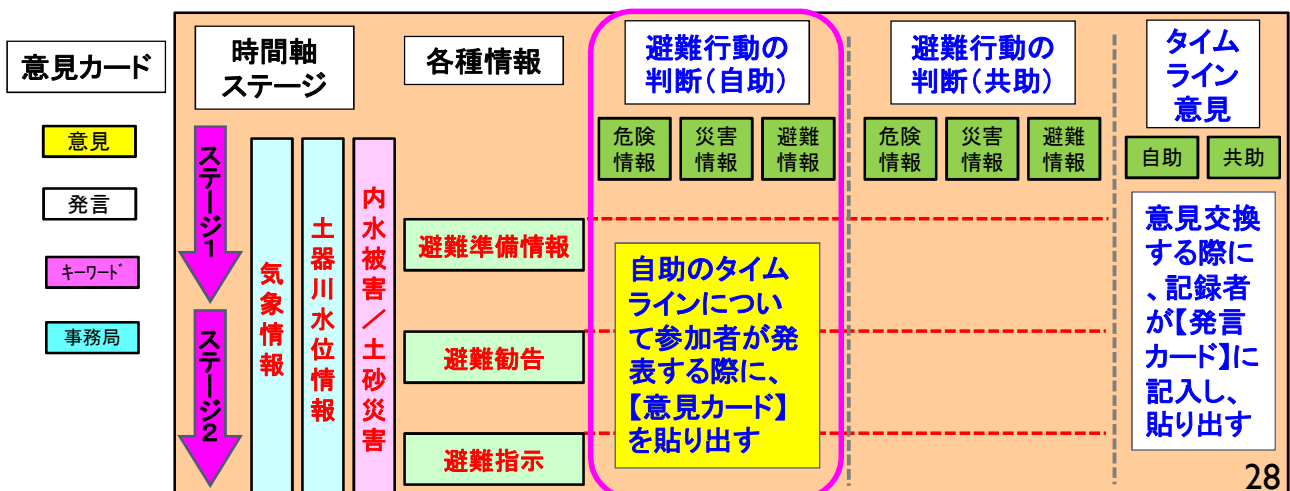 意見カード
意見
発言
キーワード
事務局
時間軸
ステージ
各種情報
避難行動の
判断(自助)
避難行動の
判断(共助)
タイム
ライン
意見
危険
情報
災害
情報
避難
情報
危険
情報
災害
情報
避難
情報
自助
共助
ステージ1
ステージ2
気象情報
土器川水位情報
内水被害/土砂災害
避難準備情報
避難勧告
避難指示
自助のタイム
ラインについ
て参加者が発
表する際に、
【意見カード】
を貼り出す
意見交換
する際に
、記録者
が【発言
カード】に
記入し、
貼り出す
28